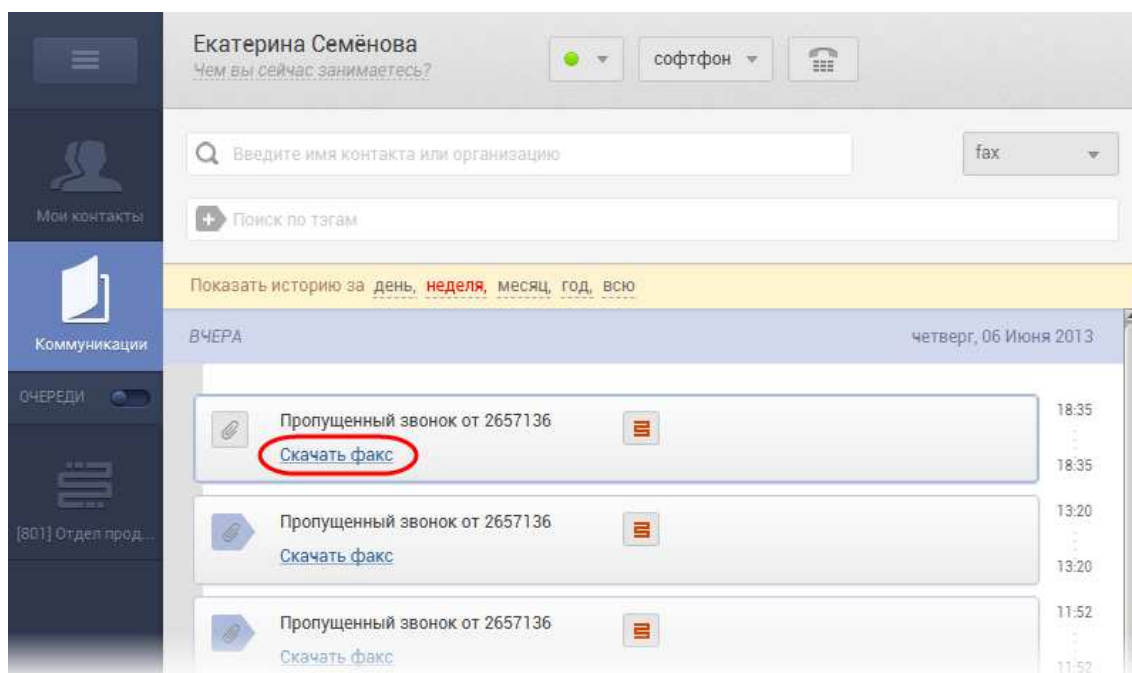 Екатерина Семёнова
Чем вы сейчас занимаетесь?
софтфон
Введите имя контакта или организацию
fax
Мои контакты
Поиск по тэгам
Показать историю за день, неделя, месяц, год, всю
Коммуникации
ВЧЕРА
четверг, 06 Июня 2013
ОЧЕРЕДИ
Пропущенный звонок от 2657136
18:35
Скачать факс
18:35
[801] Отдел прод...
Пропущенный звонок от 2657136
13:20
Скачать факс
13:20
Пропущенный звонок от 2657136
11:52
Скачать факс
11:52